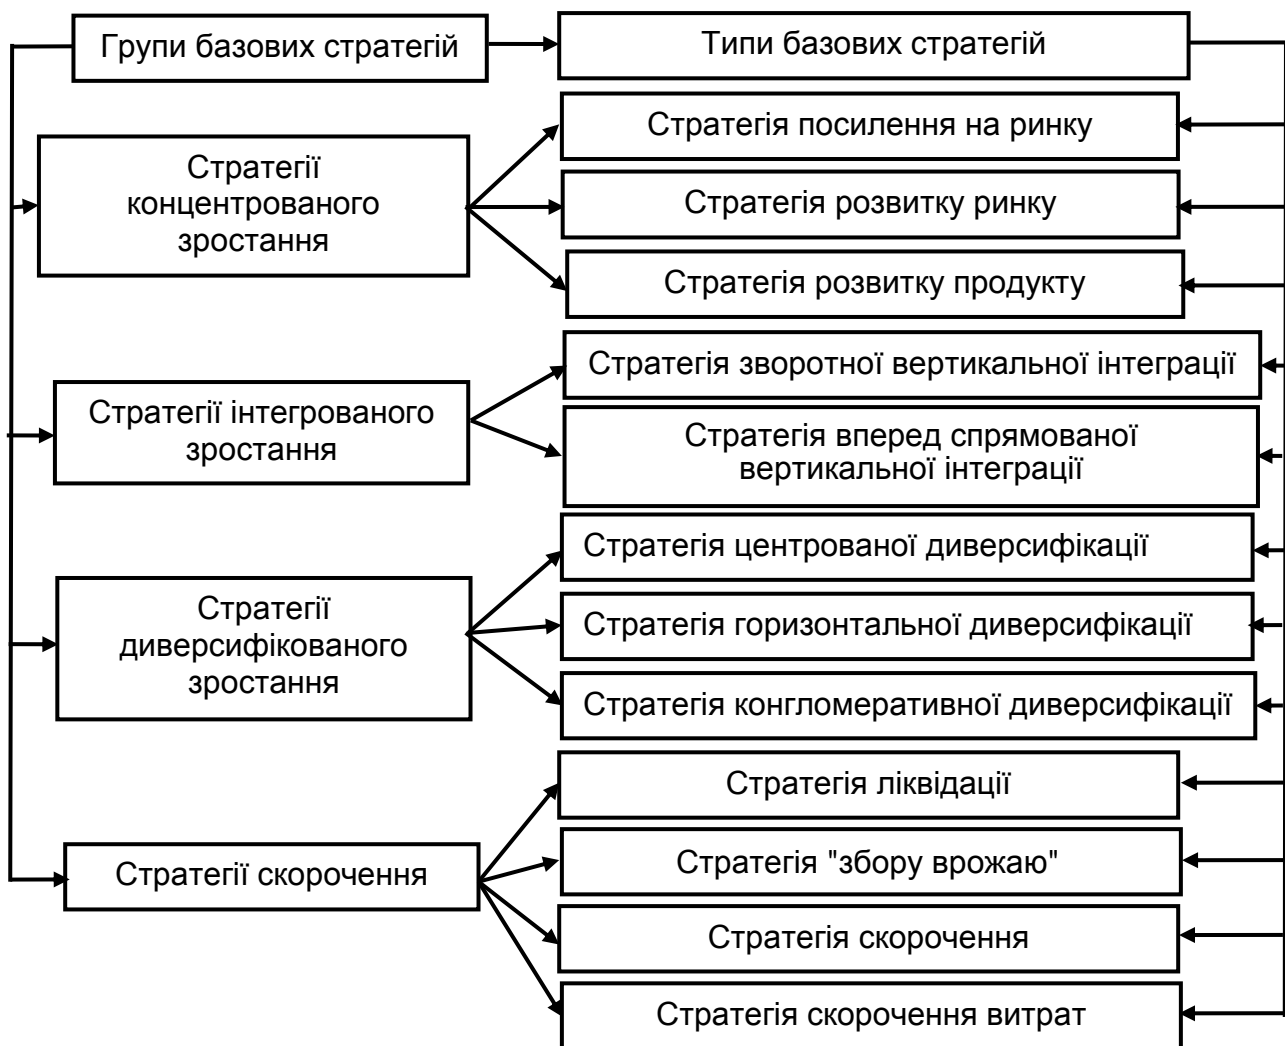 Групи базових стратегій
Типи базових стратегій
Стратегії
концентрованого
зростання
Стратегія посилення на ринку
Стратегія розвитку ринку
Стратегія розвитку продукту
Стратегії інтегрованого
зростання
Стратегія зворотної вертикальної інтеграції
Стратегія вперед спрямованої
вертикальної інтеграції
Стратегії
диверсифікованого
зростання
Стратегія центрованої диверсифікації
Стратегія горизонтальної диверсифікації
Стратегія конгломеративної диверсифікації
Стратегії скорочення
Стратегія ліквідації
Стратегія "збору врожаю"
Стратегія скорочення
Стратегія скорочення витрат